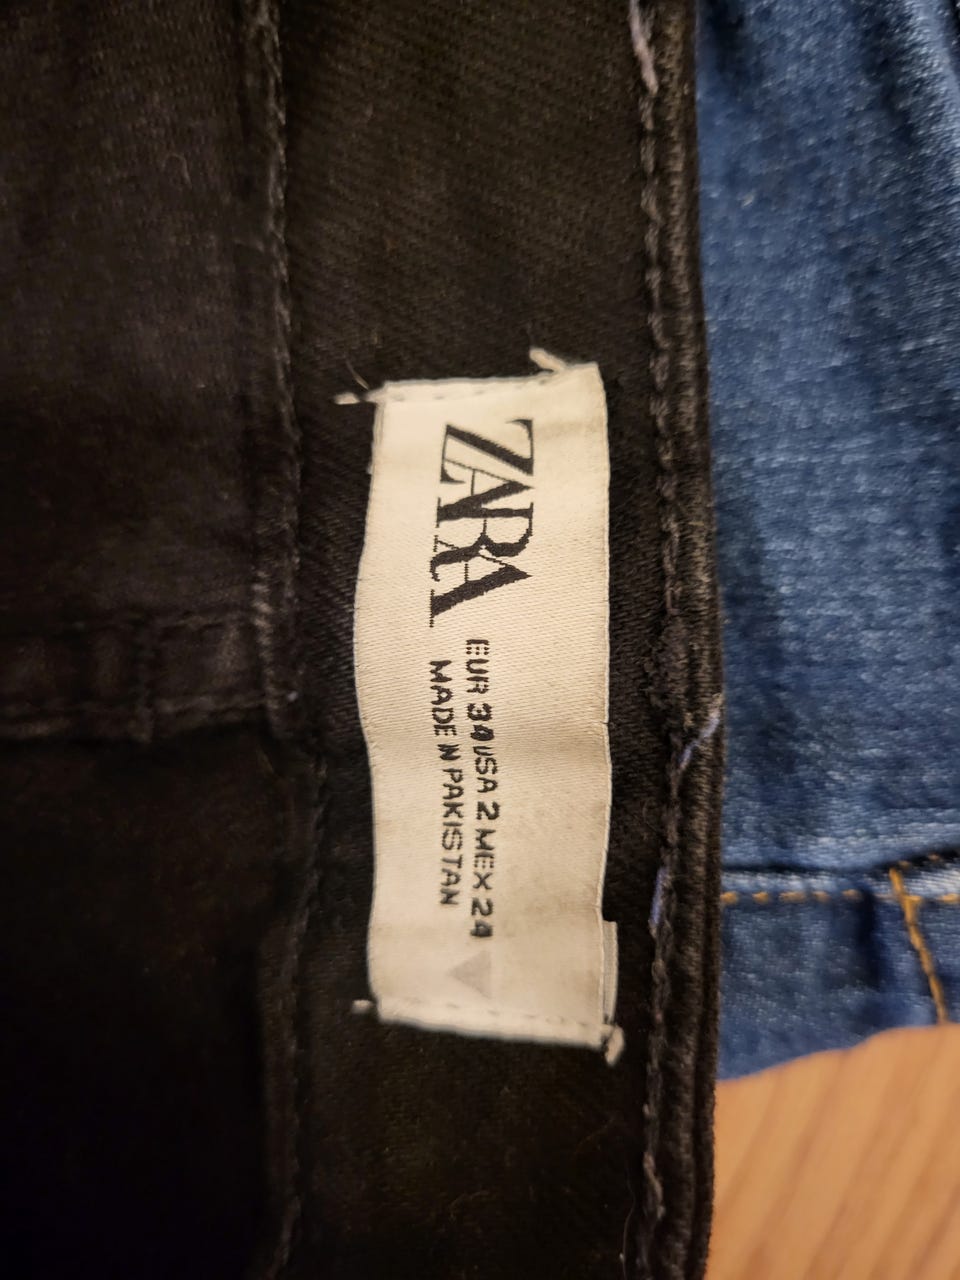 ZARA
EUR 34 USA 2 MEX 24
MADE IN PAKISTAN